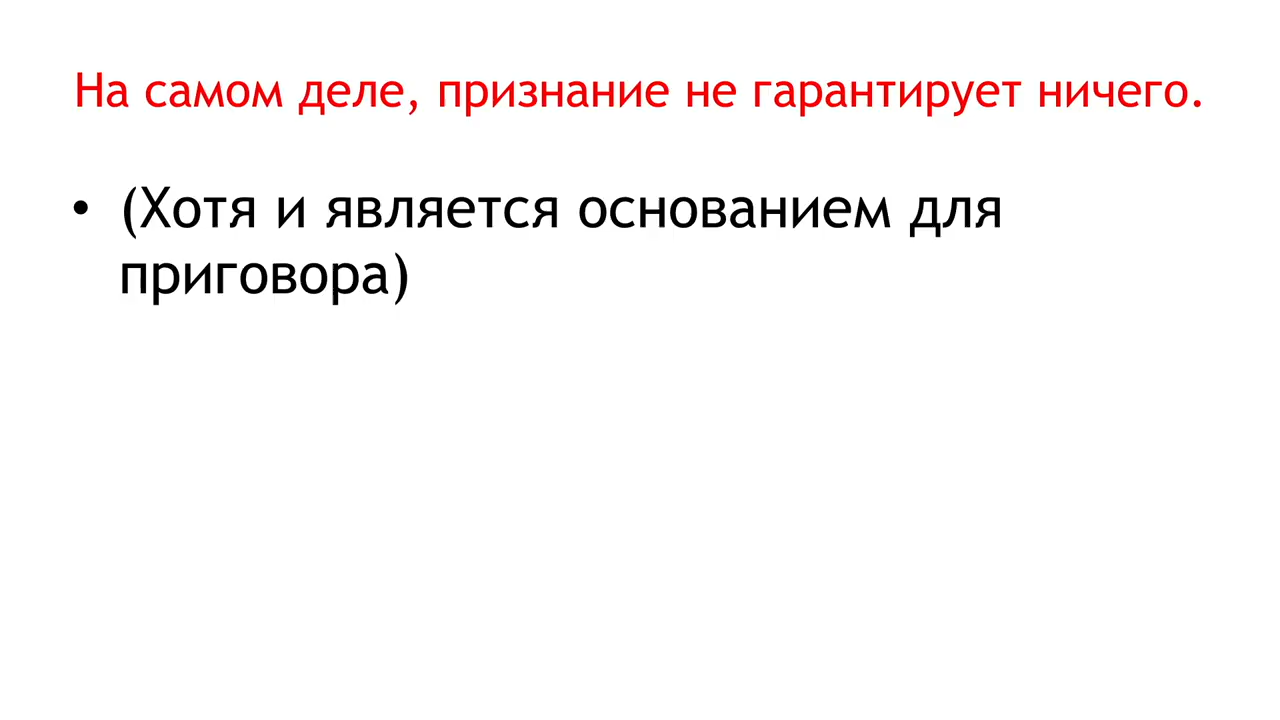 На самом деле, признание не гарантирует ничего.
• (Хотя и является основанием для
приговора)